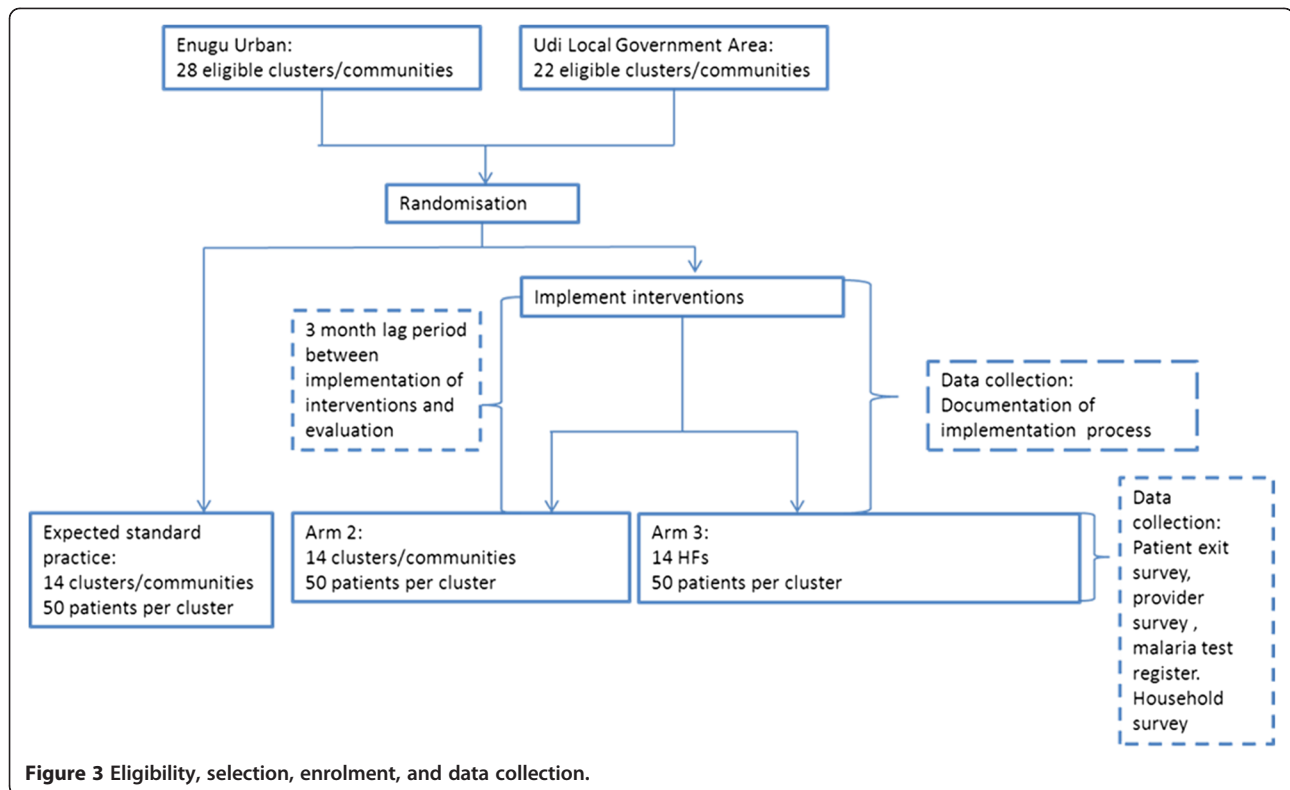 Enugu Urban:
28 eligible clusters/communities
Udi Local Government Area:
22 eligible clusters/communities
Randomisation
Implement interventions
3 month lag period
between
implementation of
interventions and
evaluation
Data collection:
Documentation of
implementation process
Expected standard
practice:
14 clusters/communities
50 patients per cluster
Arm 2:
14 clusters/communities
50 patients per cluster
Arm 3:
14 HFs
50 patients per cluster
Data
collection:
Patient exit
survey,
provider
survey ,
malaria test
register.
Household
survey
Figure 3 Eligibility, selection, enrolment, and data collection.